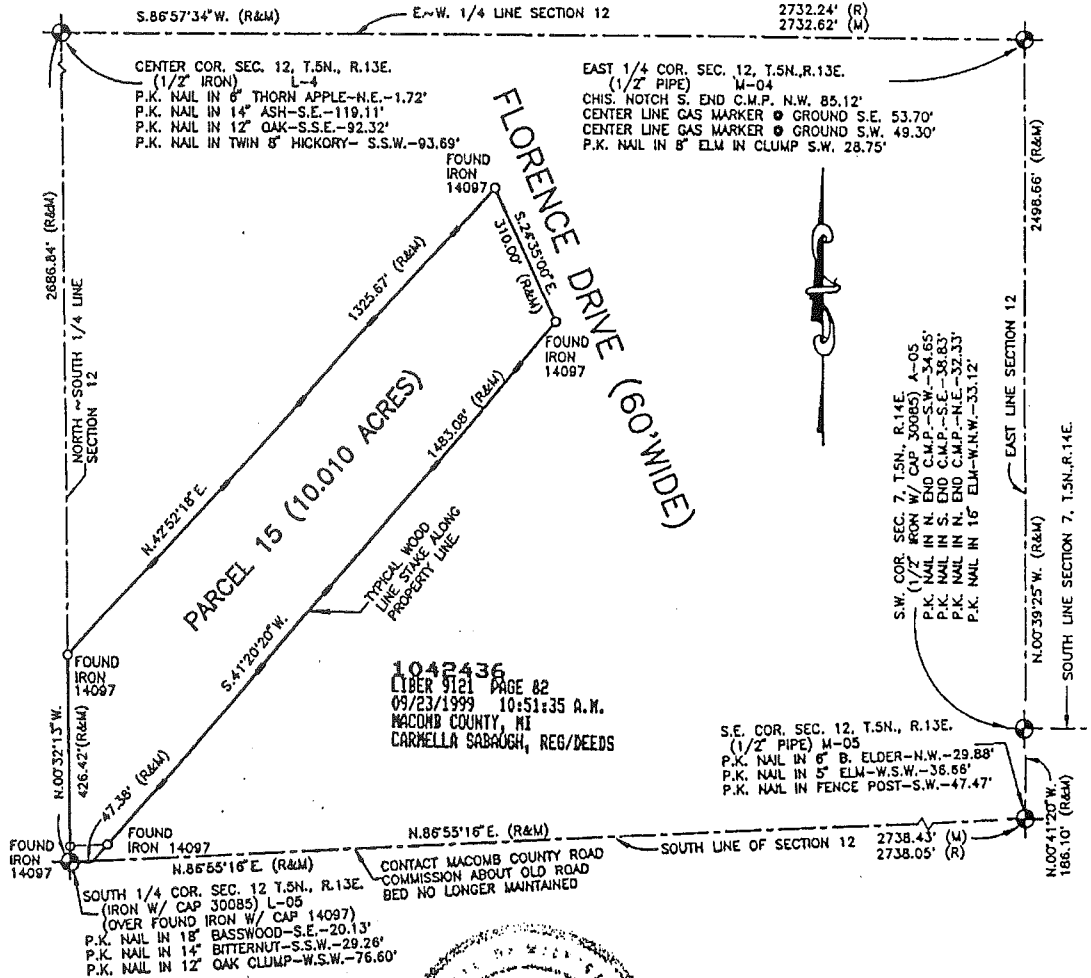 S.86°57'34"W. (R&M)
E~W. 1/4 LINE SECTION 12
2732.24' (R)
2732.62' (M)
CENTER COR. SEC. 12, T.5N., R.13E.
(1/2" IRON) L-4
P.K. NAIL IN 6" THORN APPLE-N.E.-1.72'
P.K. NAIL IN 14" ASH-S.E.-119.11'
P.K. NAIL IN 12" OAK-S.S.E.-92.32'
P.K. NAIL IN TWIN 8" HICKORY- S.S.W.-93.69'
EAST 1/4 COR. SEC. 12, T.5N.,R.13E.
(1/2" PIPE) M-04
CHIS. NOTCH S. END C.M.P. N.W. 85.12'
CENTER LINE GAS MARKER @ GROUND S.E. 53.70'
CENTER LINE GAS MARKER @ GROUND S.W. 49.30'
P.K. NAIL IN 8" ELM IN CLUMP S.W. 28.75'
FLORENCE DRIVE (60'WIDE)
FOUND
IRON
14097
S.24°35'00"E.
310.00' (R&M)
FOUND
IRON
14097
2686.84' (R&M)
NORTH ~SOUTH 1/4 LINE
SECTION 12
1325.67' (R&M)
N.42°52'18"E.
PARCEL 15 (10.010 ACRES)
1483.08' (R&M)
S.41°20'20"W.
TYPICAL WOOD
LINE STAKE ALONG
PROPERTY LINE.
2498.66' (R&M)
EAST LINE SECTION 12
N.00°39'25"W. (R&M)
SOUTH LINE SECTION 7, T.5N.,R.14E.
S.W. COR. SEC. 7, T.5N., R.14E.
(1/2" IRON W/ CAP 30085) A-05
P.K. NAIL IN N. END C.M.P.-S.W.-34.65'
P.K. NAIL IN S. END C.M.P.-S.E.-38.83'
P.K. NAIL IN N. END C.M.P.-N.E.-32.33'
P.K. NAIL IN 16" ELM-W.N.W.-33.12'
1042436
LIBER 9121 PAGE 82
09/23/1999 10:51:35 A.M.
MACOMB COUNTY, MI
CARMELLA SABAUGH, REG/DEEDS
FOUND
IRON
14097
N.00°32'13"W.
426.42'(R&M)
47.38' (R&M)
S.E. COR. SEC. 12, T.5N., R.13E.
(1/2" PIPE) M-05
P.K. NAIL IN 6" B. ELDER-N.W.-29.88'
P.K. NAIL IN 5" ELM-W.S.W.-36.56'
P.K. NAIL IN FENCE POST-S.W.-47.47'
N.00°41'20"W.
186.10' (R&M)
FOUND
IRON
14097
FOUND
IRON 14097
N.86°55'16"E. (R&M)
N.86°55'16"E. (R&M)
SOUTH LINE OF SECTION 12
2738.43' (M)
2738.05' (R)
CONTACT MACOMB COUNTY ROAD
COMMISSION ABOUT OLD ROAD
BED NO LONGER MAINTAINED
SOUTH 1/4 COR. SEC. 12 T.5N., R.13E.
(IRON W/ CAP 30085) L-05
(OVER FOUND IRON W/ CAP 14097)
P.K. NAIL IN 18" BASSWOOD-S.E.-20.13'
P.K. NAIL IN 14" BITTERNUT-S.S.W.-29.26'
P.K. NAIL IN 12" OAK CLUMP-W.S.W.-76.60'